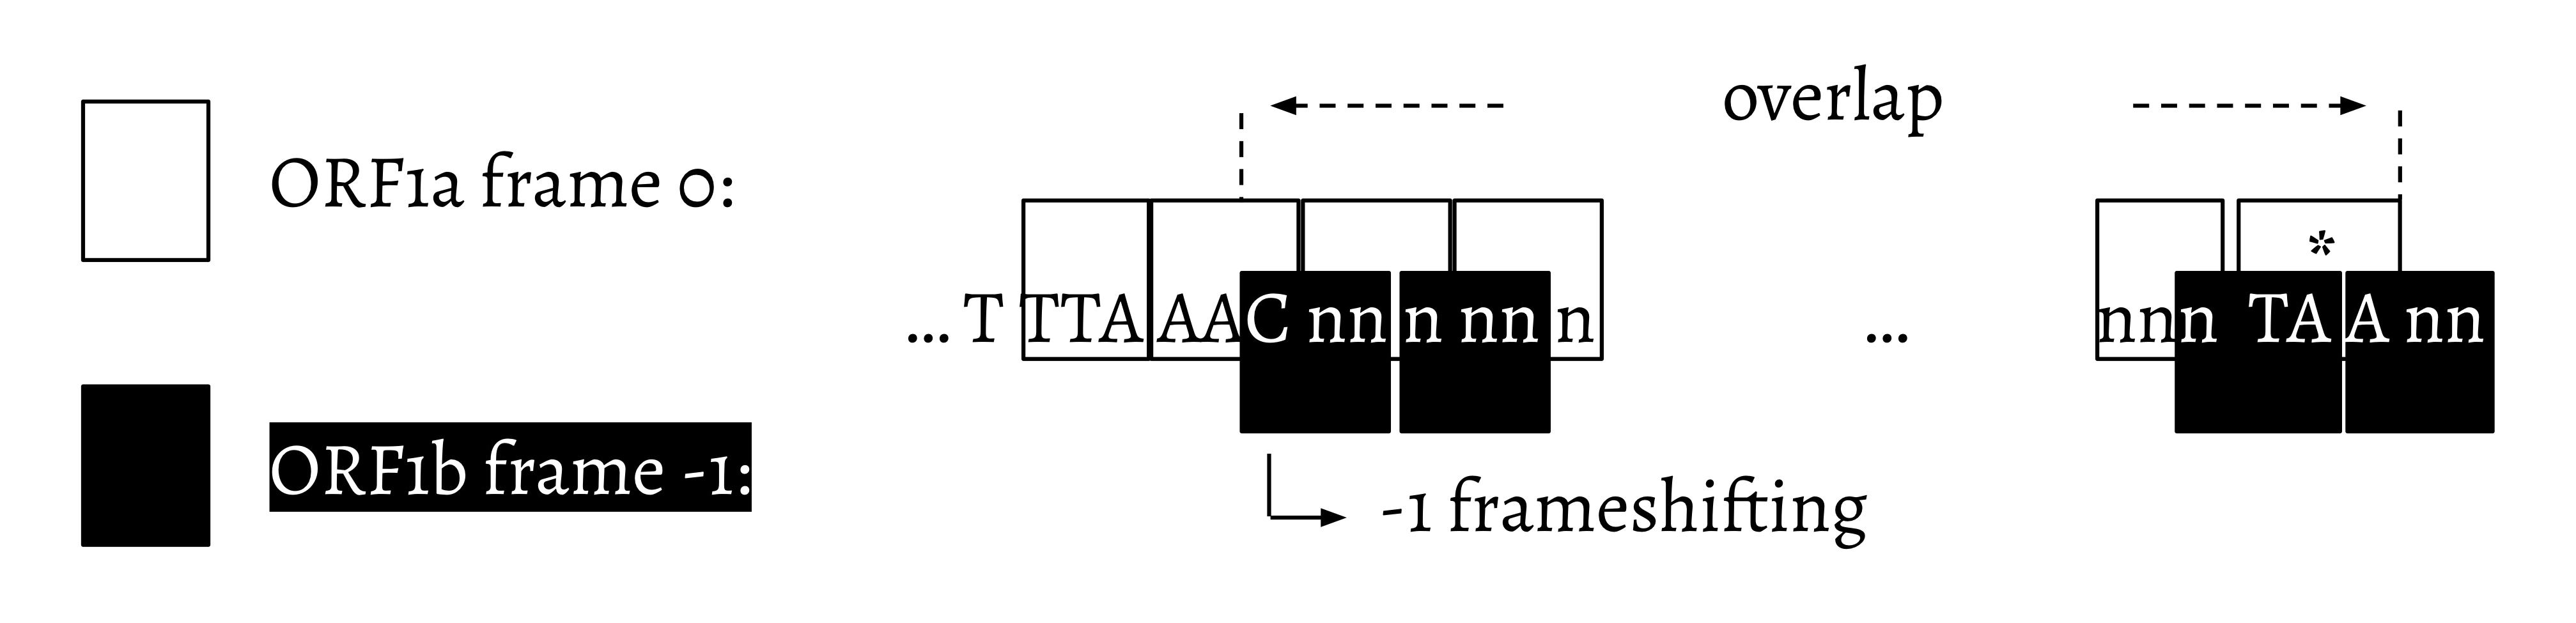 overlap
ORF1a frame 0:
*
... T TTA AAC nn n nn n ... nnn TA A nn
ORF1b frame -1:
-1 frameshifting